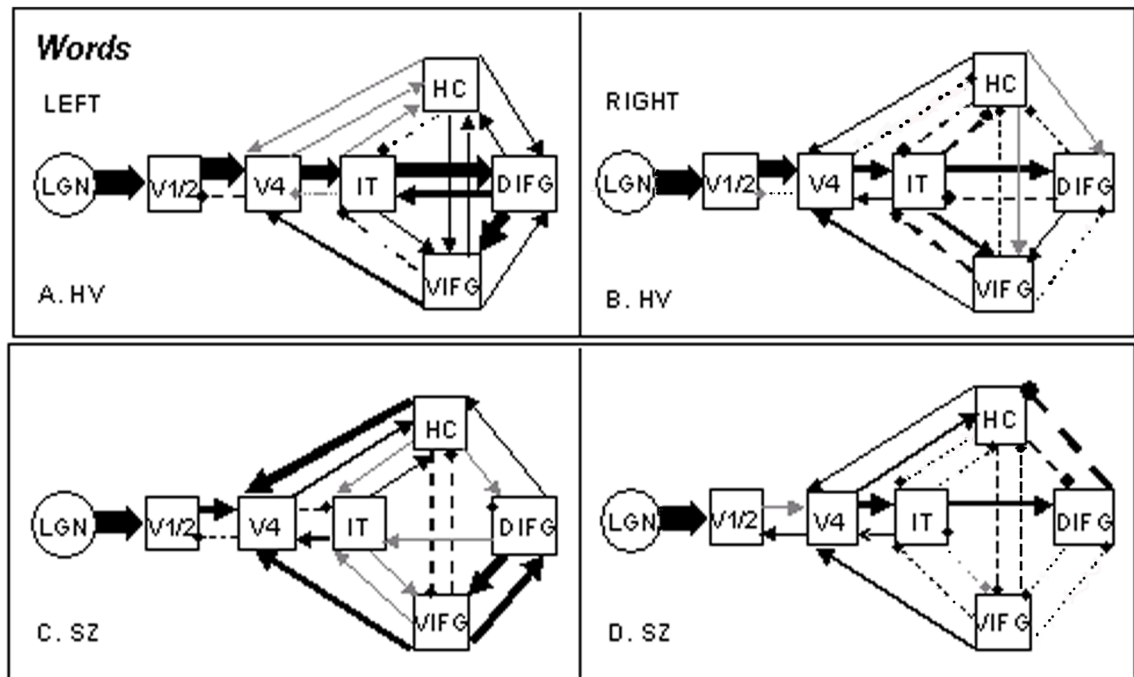 Words
LEFT
RIGHT
HC
HC
LGN
V1/2
V4
IT
DIFG
LGN
V1/2
V4
IT
DIFG
VIFG
VIFG
A. HV
B. HV
HC
HC
LGN
V1/2
V4
IT
DIFG
LGN
V1/2
V4
IT
DIFG
VIFG
VIFG
C. SZ
D. SZ